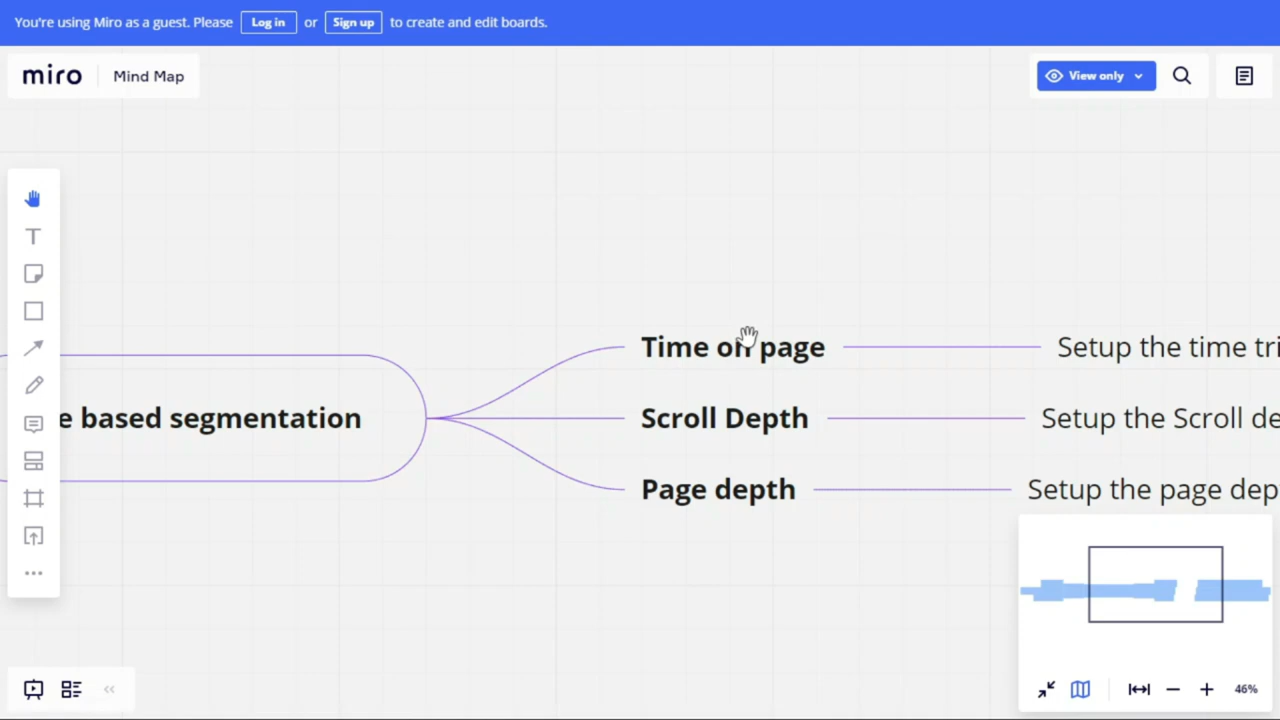 You're using Miro as a guest. Please Log in or Sign up to create and edit boards.
miro Mind Map
View only
Time on page
Setup the time tri
e based segmentation
Scroll Depth
Setup the Scroll de
Page depth
Setup the page dep
46%